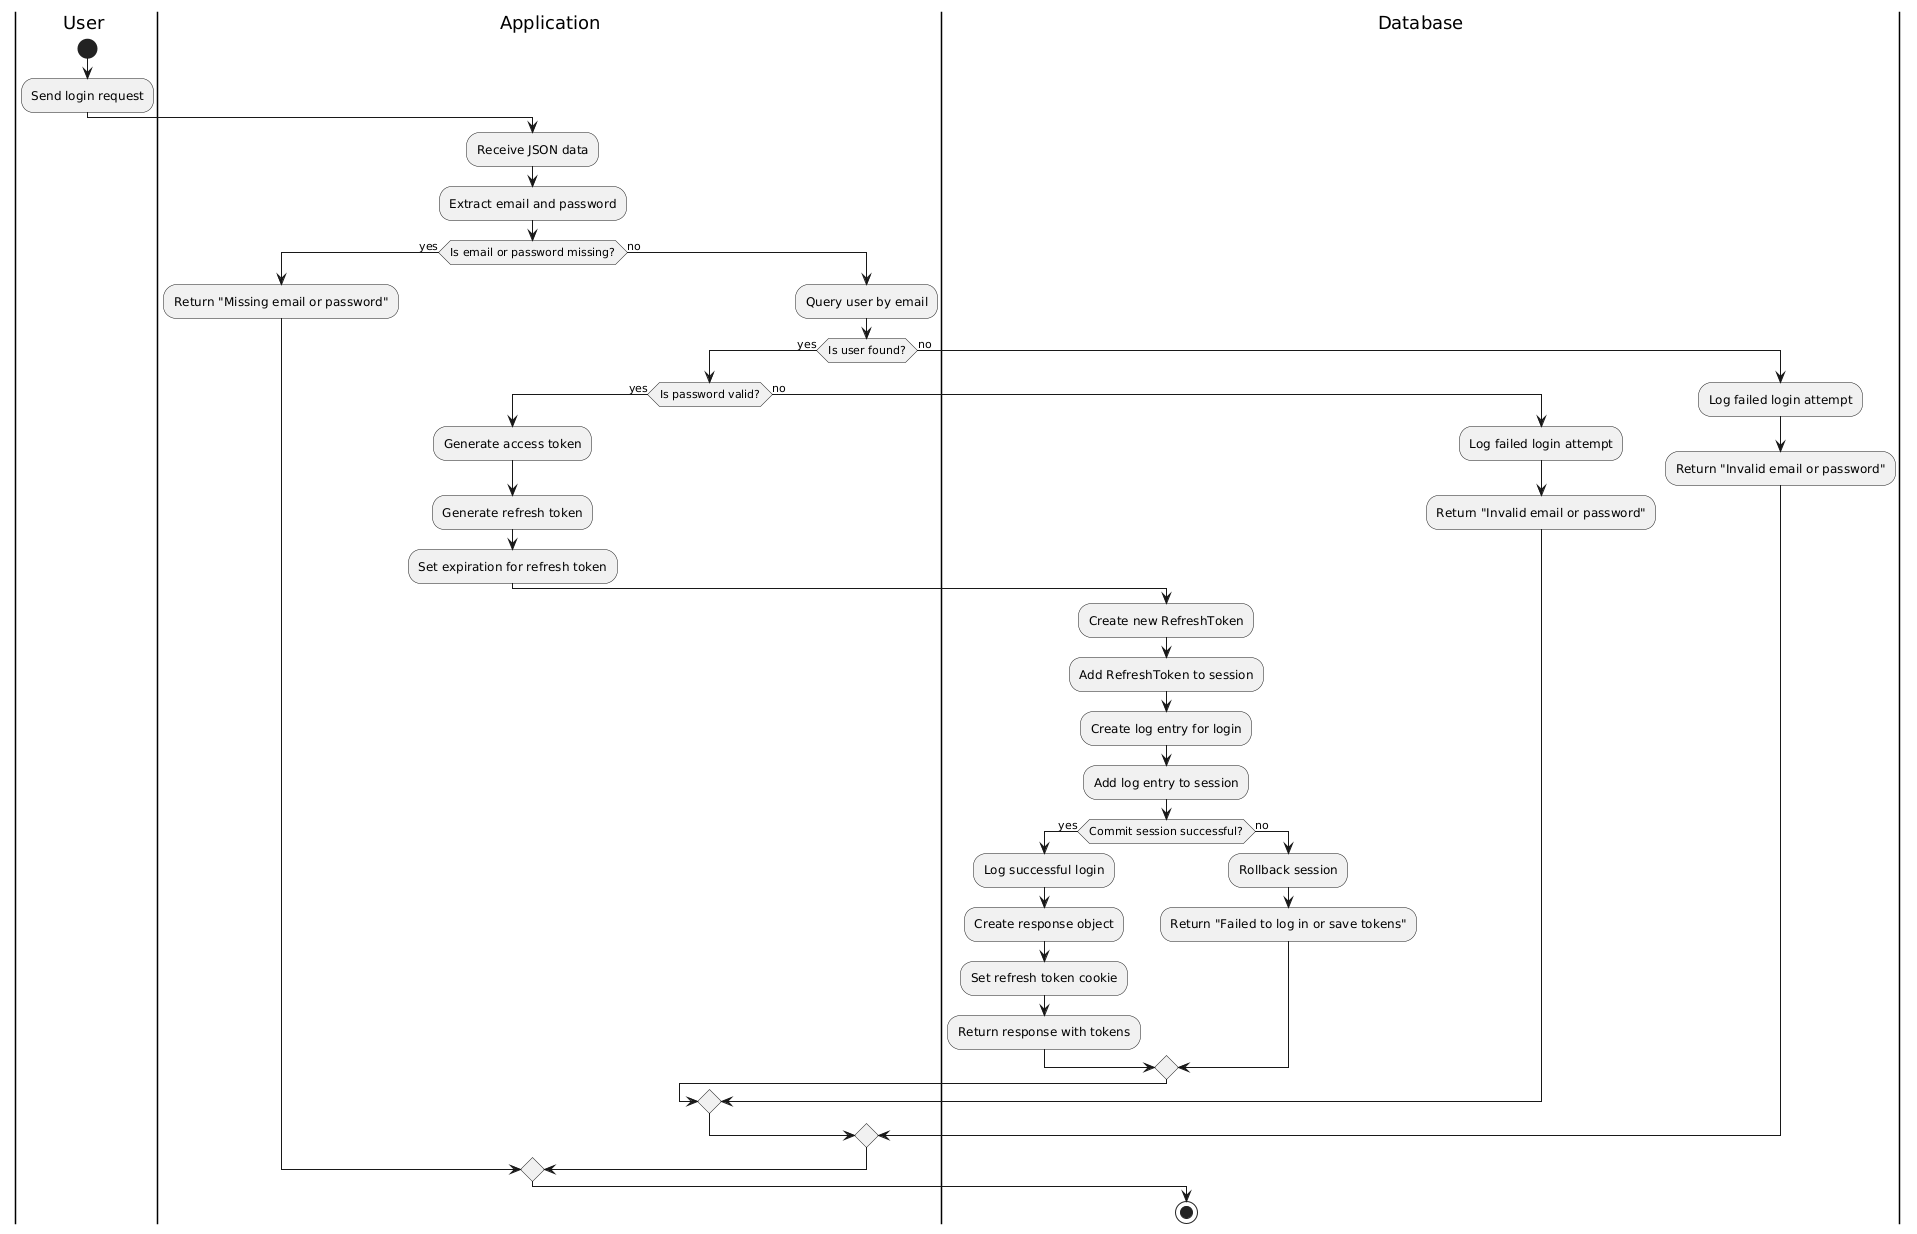 User
Application
Database
Send login request
Receive JSON data
Extract email and password
Is email or password missing?
yes
no
Return "Missing email or password"
Query user by email
Is user found?
yes
no
Is password valid?
yes
no
Log failed login attempt
Return "Invalid email or password"
Generate access token
Log failed login attempt
Generate refresh token
Return "Invalid email or password"
Set expiration for refresh token
Create new RefreshToken
Add RefreshToken to session
Create log entry for login
Add log entry to session
Commit session successful?
yes
no
Log successful login
Rollback session
Create response object
Return "Failed to log in or save tokens"
Set refresh token cookie
Return response with tokens